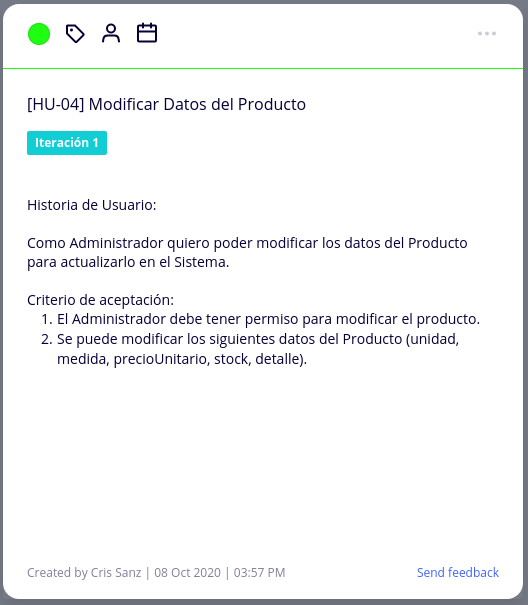 [HU-04] Modificar Datos del Producto
Iteración 1
Historia de Usuario:
Como Administrador quiero poder modificar los datos del Producto
para actualizarlo en el Sistema.
Criterio de aceptación:
1. El Administrador debe tener permiso para modificar el producto.
2. Se puede modificar los siguientes datos del Producto (unidad,
medida, precioUnitario, stock, detalle).
Created by Cris Sanz | 08 Oct 2020 | 03:57 PM
Send feedback